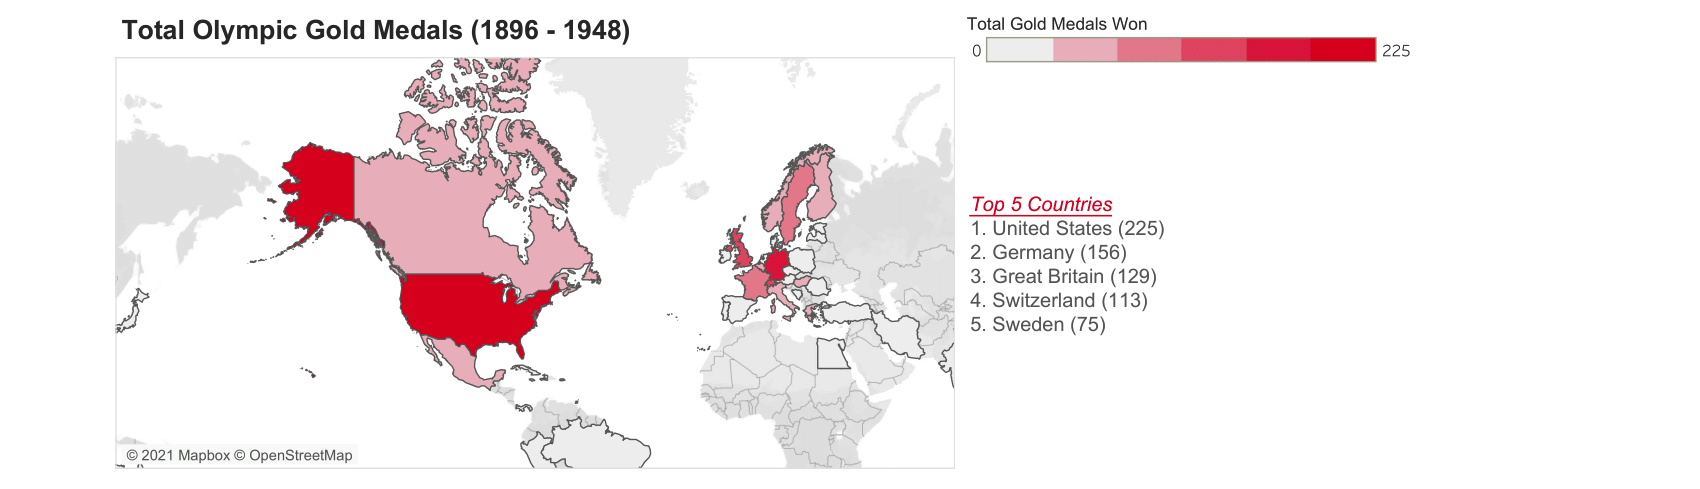 Total Olympic Gold Medals (1896 - 1948)
Total Gold Medals Won
0
225
Top 5 Countries
1. United States (225)
2. Germany (156)
3. Great Britain (129)
4. Switzerland (113)
5. Sweden (75)
© 2021 Mapbox © OpenStreetMap